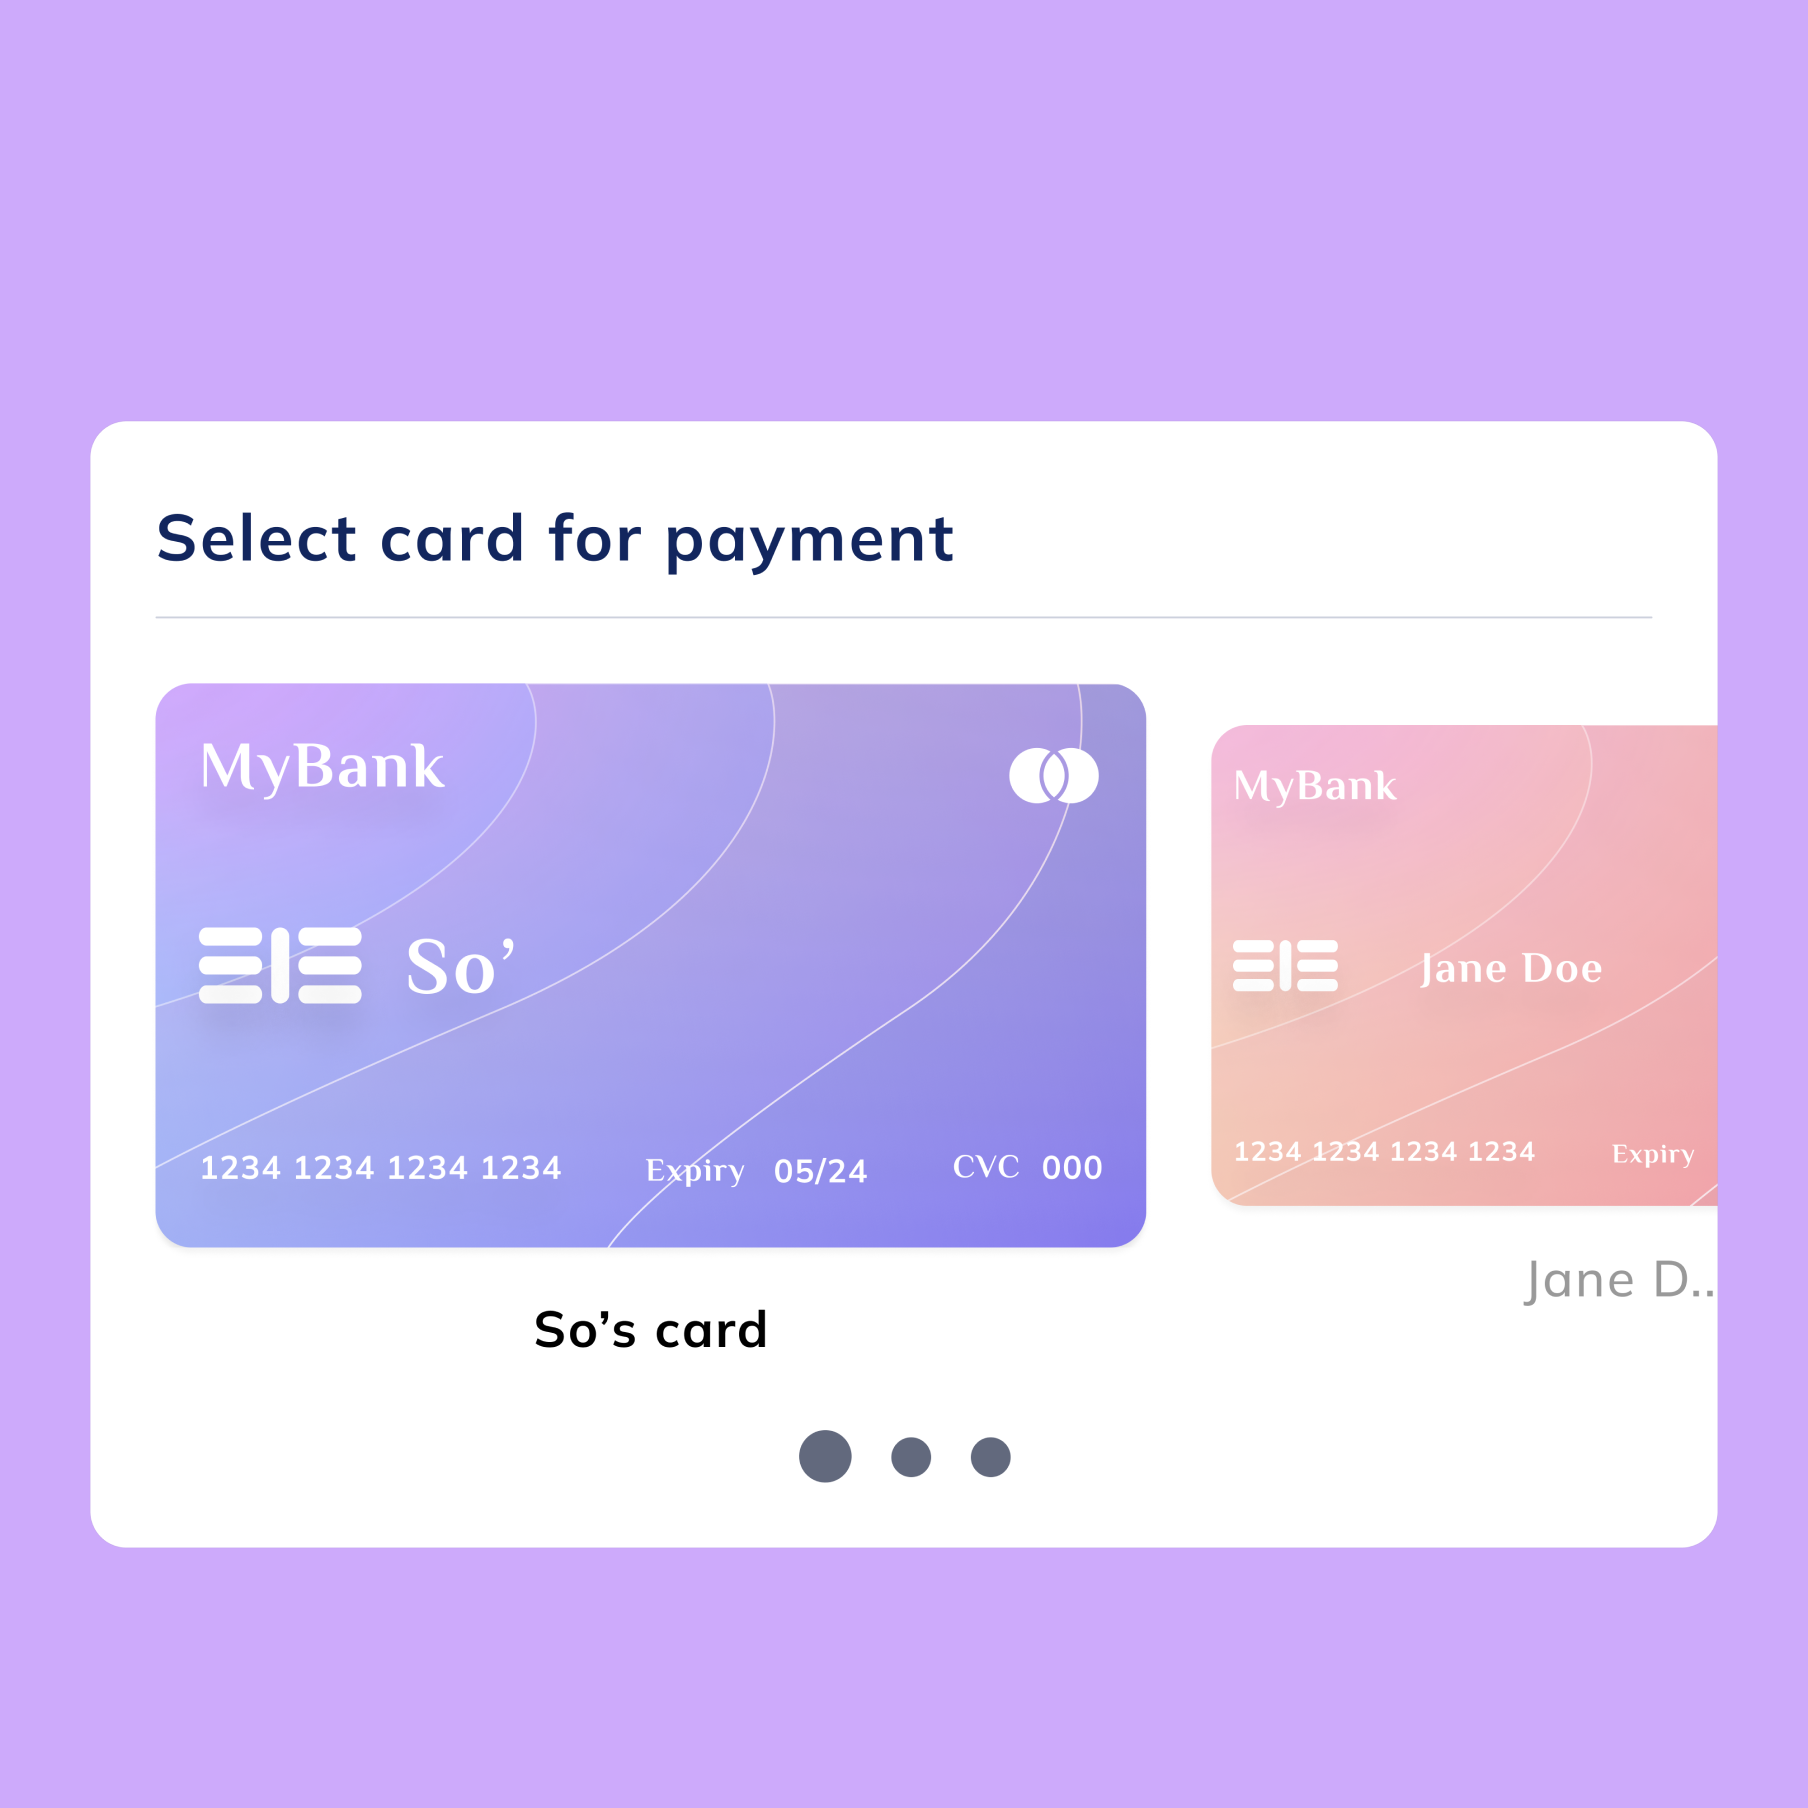 Select card for payment
MyBank
So’
1234 1234 1234 1234 Expiry 05/24 CVC 000
So’s card
MyBank
Jane Doe
1234 1234 1234 1234 Expiry
Jane D..